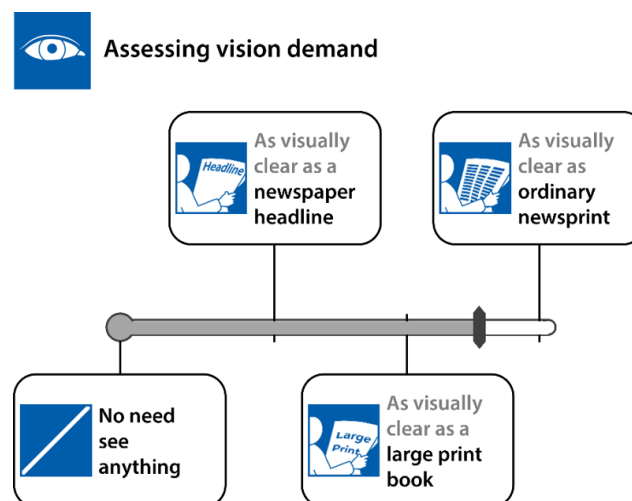 Assessing vision demand
As visually
clear as a
newspaper
headline
Headline
As visually
clear as
ordinary
newsprint
No need
see
anything
As visually
clear as a
large print
book
Large
Print